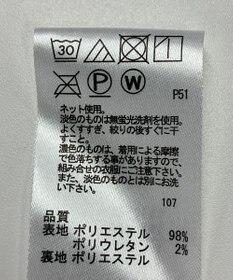 30
P W P51
ネット使用。
淡色のものは無蛍光洗剤を使用。
よくすすぎ、絞りの後すぐに干
すこと。
濃色のものは、着用による摩擦
で色落ちする事がありますので、
組み合せの衣服にご注意下さい。
また、淡色のものとは別にお洗
い下さい。
107
品質
表地 ポリエステル 98%
ポリウレタン 2%
裏地 ポリエステル